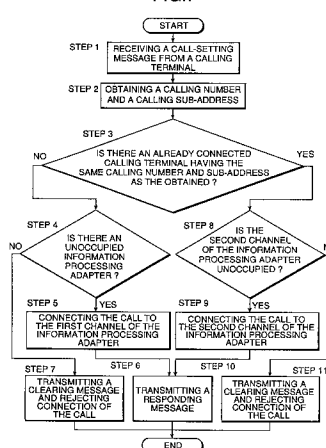 START
STEP 1
RECEIVING A CALL-SETTING
MESSAGE FROM A CALLING
TERMINAL
STEP 2
OBTAINING A CALLING NUMBER
AND A CALLING SUB-ADDRESS
STEP 3
NO
YES
IS THERE AN ALREADY CONNECTED
CALLING TERMINAL HAVING THE
SAME CALLING NUMBER AND SUB-ADDRESS
AS THE OBTAINED ?
STEP 4
NO
IS THERE AN
UNOCCUPIED
INFORMATION
PROCESSING
ADAPTER ?
STEP 8
IS THE
SECOND CHANNEL
OF THE INFORMATION
PROCESSING ADAPTER
UNOCCUPIED ?
STEP 5
YES
CONNECTING THE CALL TO
THE FIRST CHANNEL OF THE
INFORMATION PROCESSING
ADAPTER
STEP 9
YES
CONNECTING THE CALL TO
THE SECOND CHANNEL OF THE
INFORMATION PROCESSING
ADAPTER
STEP 7
TRANSMITTING A
CLEARING MESSAGE
AND REJECTING
CONNECTION OF
THE CALL
STEP 6
STEP 10
TRANSMITTING A
RESPONDING
MESSAGE
STEP 11
TRANSMITTING A
CLEARING MESSAGE
AND REJECTING
CONNECTION OF
THE CALL
END